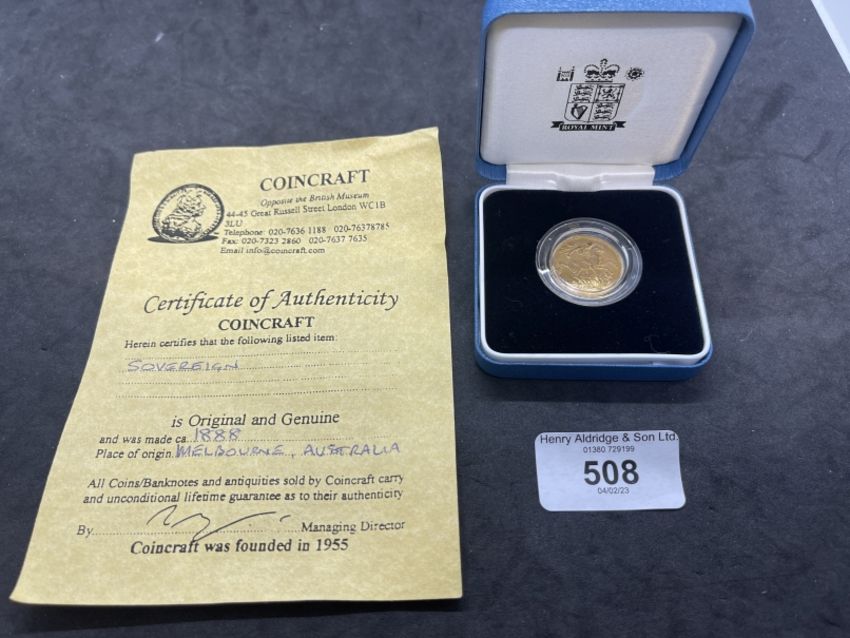 COINCRAFT
Opposite the British Museum
44-45 Great Russell Street London WC1B
3LU
Telephone: 020-7636 1188 020-76378785
Fax: 020-7323 2860 020-7637 7635
Email info@coincraft.com
Certificate of Authenticity
COINCRAFT
Herein certifies that the following listed item:
SOVEREIGN
is Original and Genuine
and was made ca 1888
Place of origin MELBOURNE, AUSTRALIA
All Coins/Banknotes and antiquities sold by Coincraft carry
and unconditional lifetime guarantee as to their authenticity
By Managing Director
Coincraft was founded in 1955
ROYAL MINT
Henry Aldridge & Son Ltd.
01380 729199
508
04/02/23